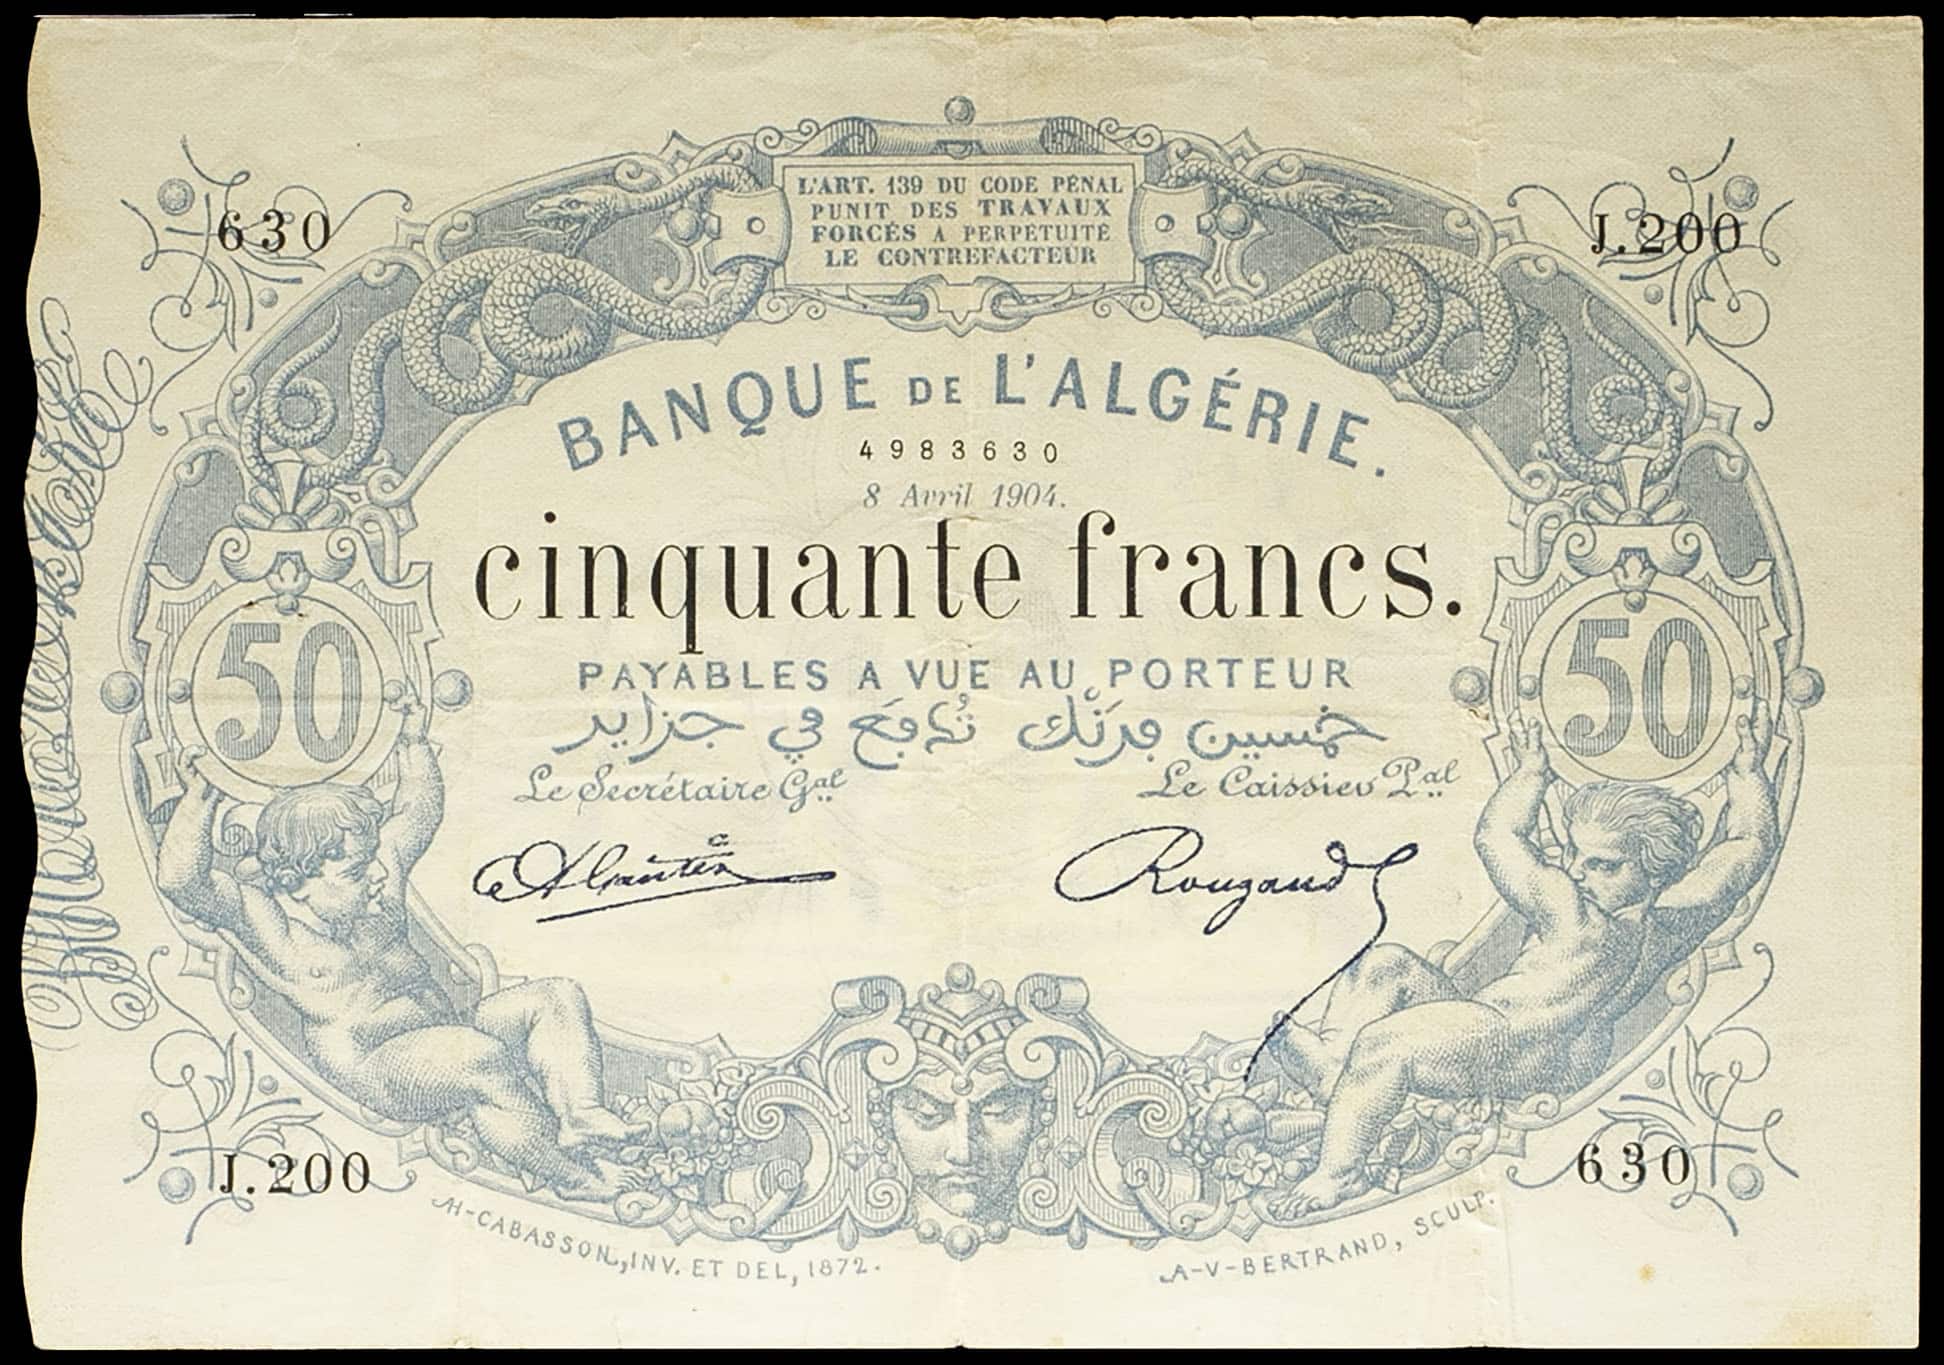 L'ART. 139 DU CODE PÉNAL
PUNIT DES TRAVAUX
FORCÉS A PERPÉTUITÉ
LE CONTREFACTEUR
630
J.200
BANQUE DE L'ALGÉRIE.
4983630
8 Avril 1904.
cinquante francs.
50
50
PAYABLES A VUE AU PORTEUR
خمسين فرنك تُدفَع في جزاير
Le Secrétaire Gal
Le Caissier Pal
Rougaud
J.200
630
H-CABASSON, INV. ET DEL, 1872.
A-V-BERTRAND, SCULP.